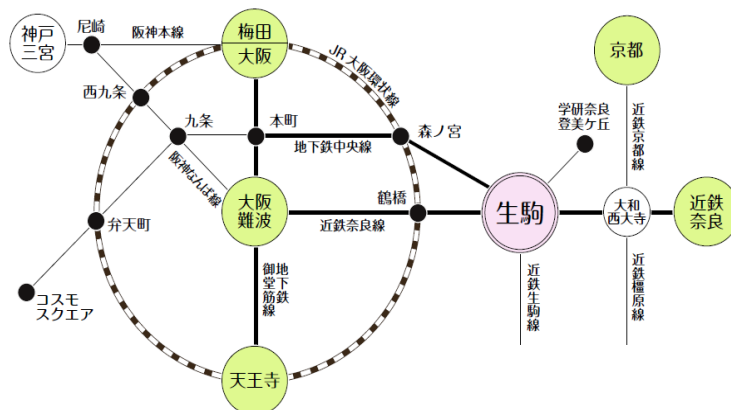 神戸
三宮
尼崎
阪神本線
梅田
大阪
JR大阪環状線
京都
西九条
九条
本町
地下鉄中央線
森ノ宮
学研奈良
登美ケ丘
近鉄京都線
阪神なんば線
大阪
難波
鶴橋
近鉄奈良線
生駒
大和
西大寺
近鉄
奈良
弁天町
コスモ
スクエア
地下鉄
御堂筋線
近鉄生駒線
近鉄橿原線
天王寺